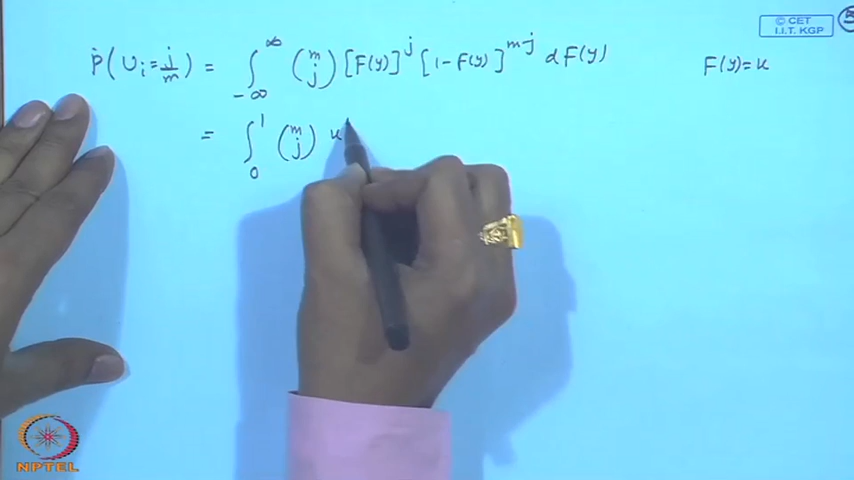 P(U_i = j/m) = ∫_{-∞}^{∞} (m j) [F(y)]^j [1-F(y)]^{m-j} dF(y) F(y)=u
= ∫_0^1 (m j) u
© CET
I.I.T. KGP
NPTEL